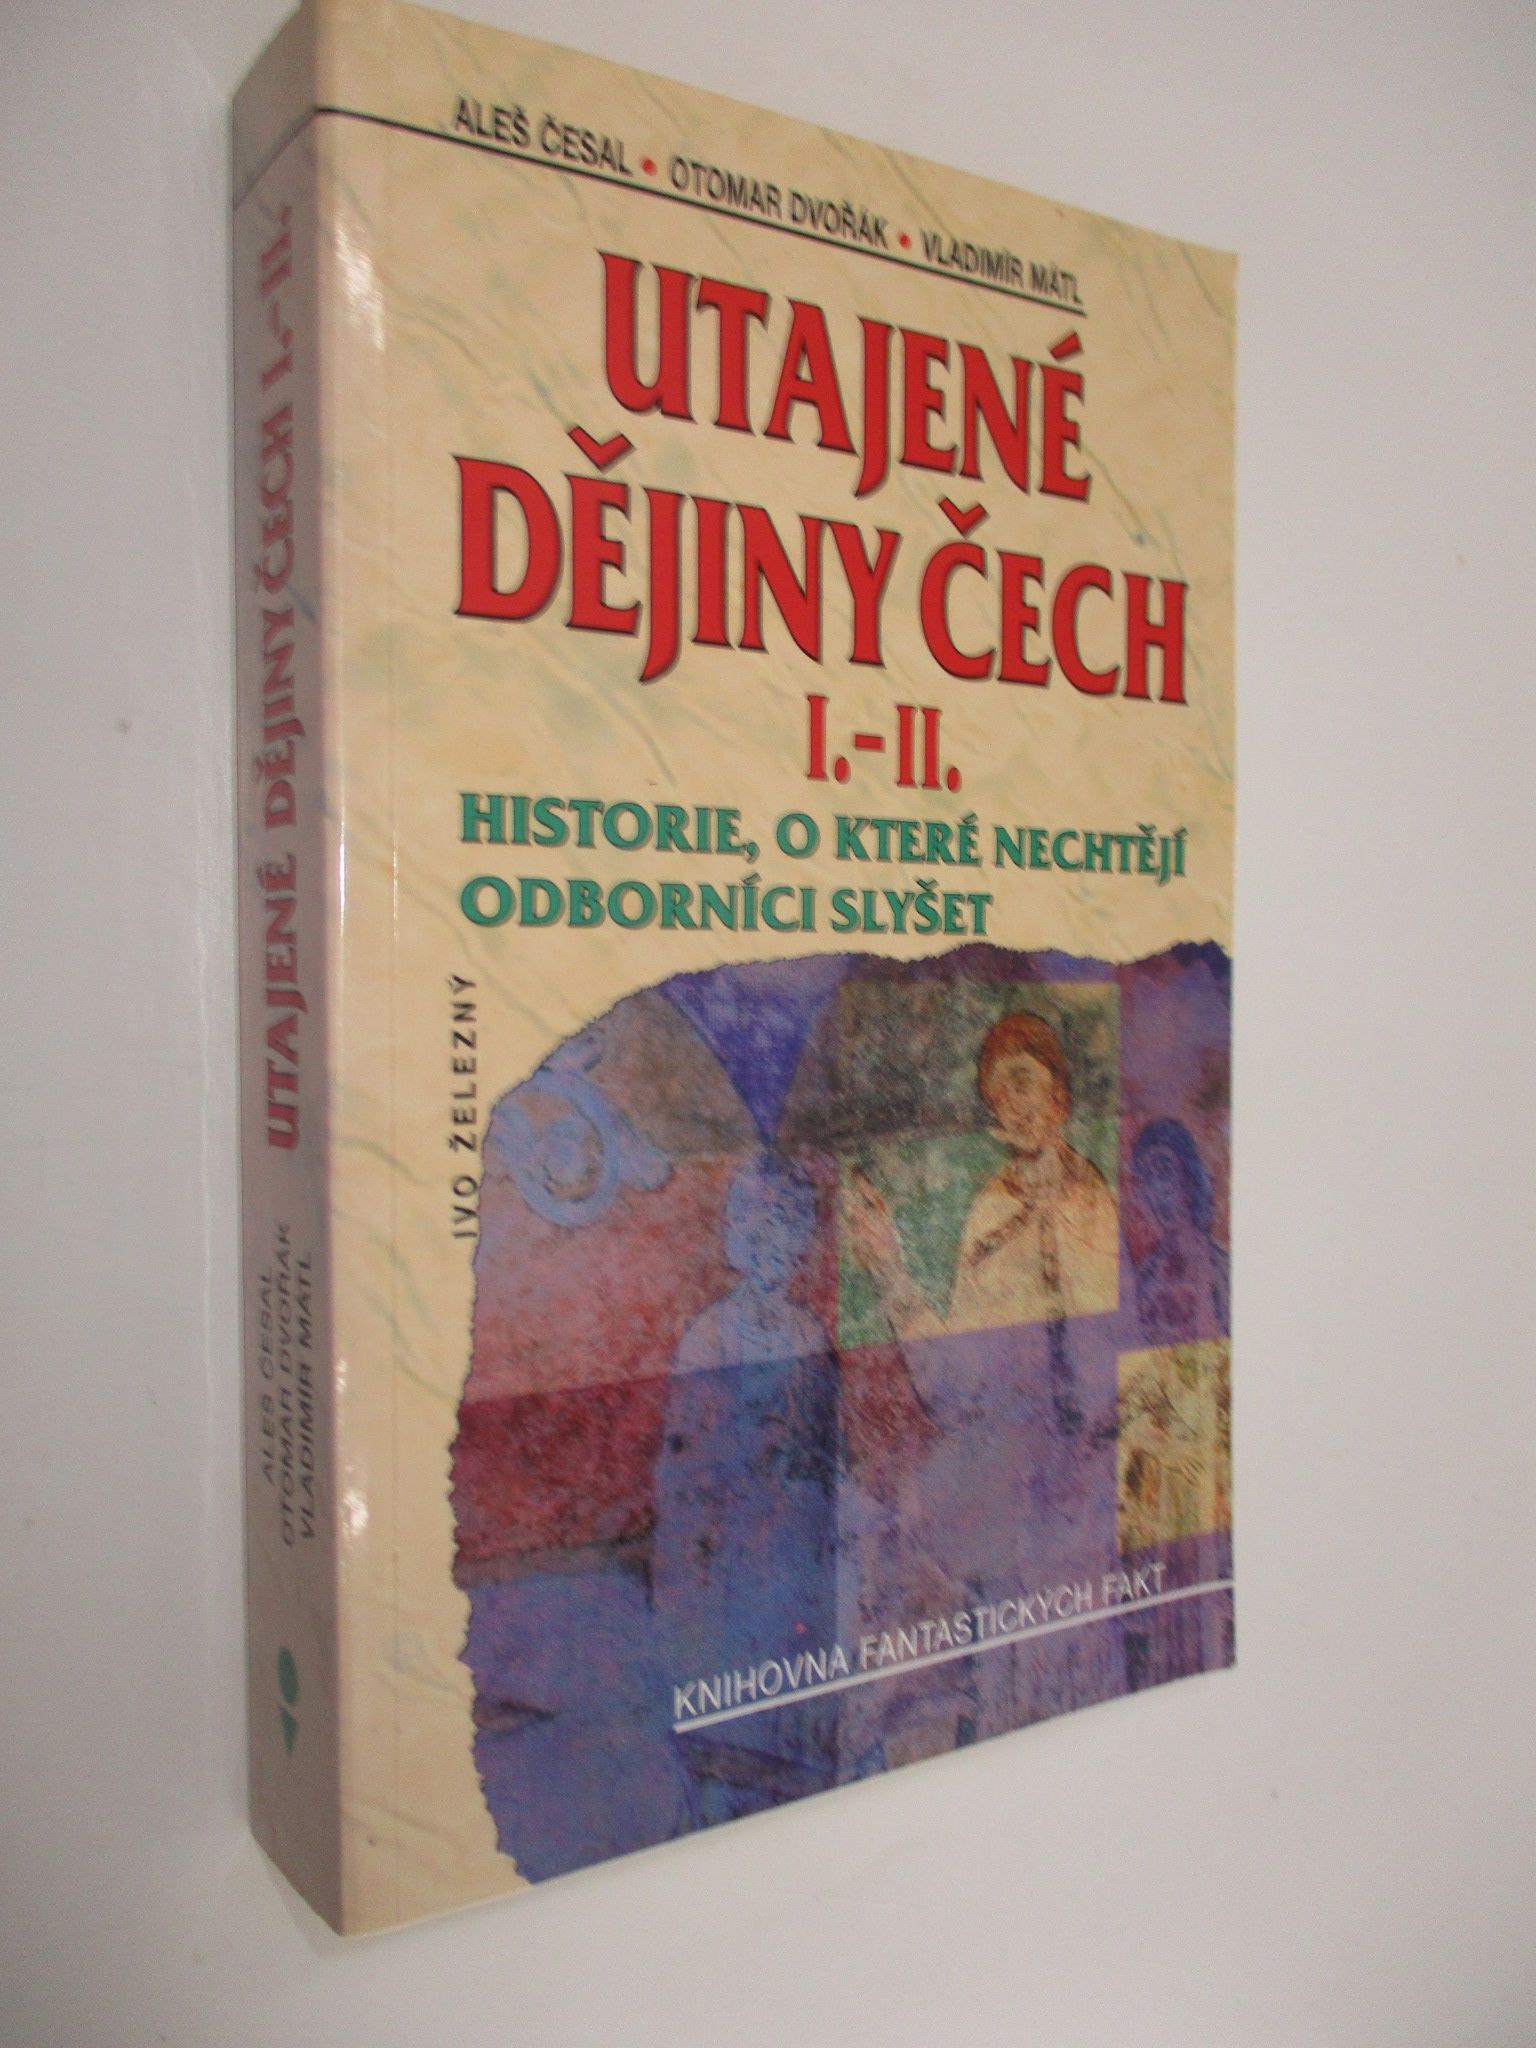 ALEŠ ČESAL • OTOMAR DVOŘÁK • VLADIMÍR MÁTL
UTAJENÉ
DĚJINY ČECH
I.-II.
HISTORIE, O KTERÉ NECHTĚJÍ
ODBORNÍCI SLYŠET
IVO ŽELEZNÝ
KNIHOVNA FANTASTICKÝCH FAKT
ALEŠ ČESAL
OTOMAR DVOŘÁK
VLADIMÍR MÁTL
UTAJENÉ DĚJINY ČECH I.-II.